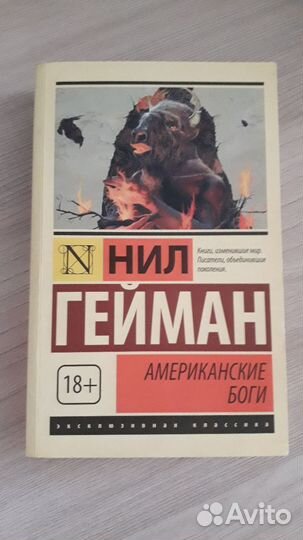 N
НИЛ
Книги, изменившие мир.
Писатели, объединившие
поколения.
ГЕЙМАН
18+
АМЕРИКАНСКИЕ
БОГИ
эксклюзивная классика
Avito